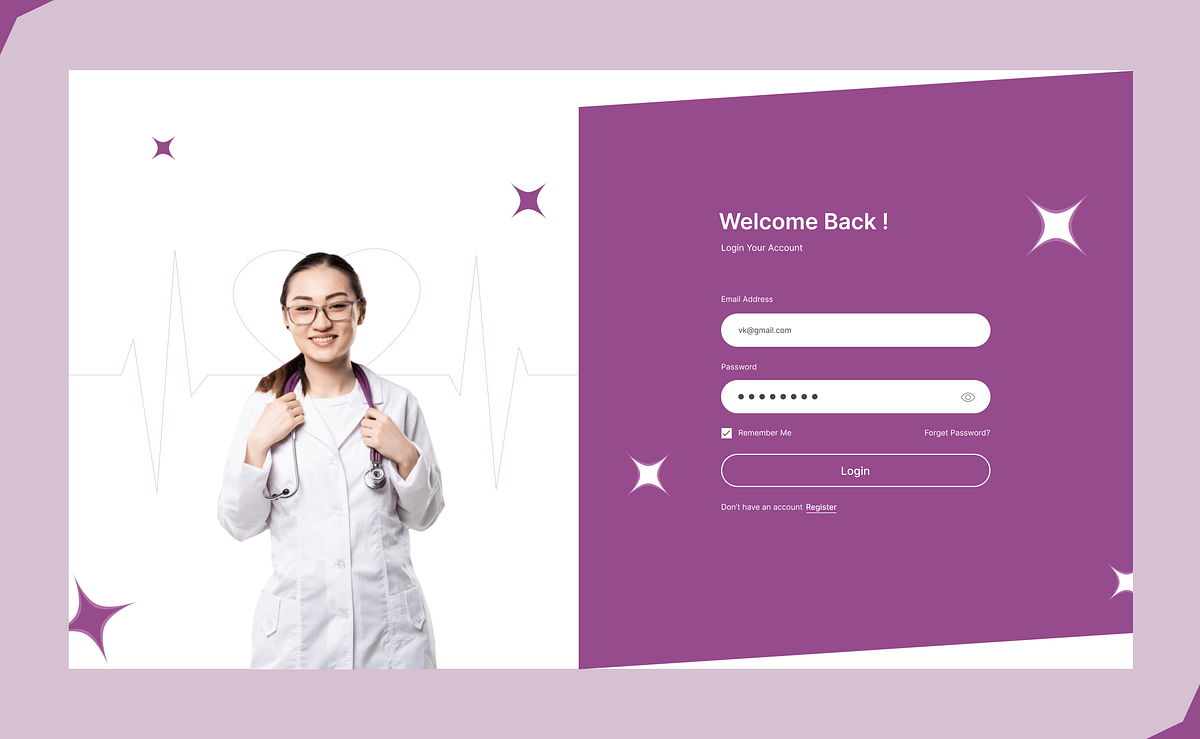 Welcome Back !
Login Your Account
Email Address
vk@gmail.com
Password
Remember Me
Forget Password?
Login
Don't have an account Register